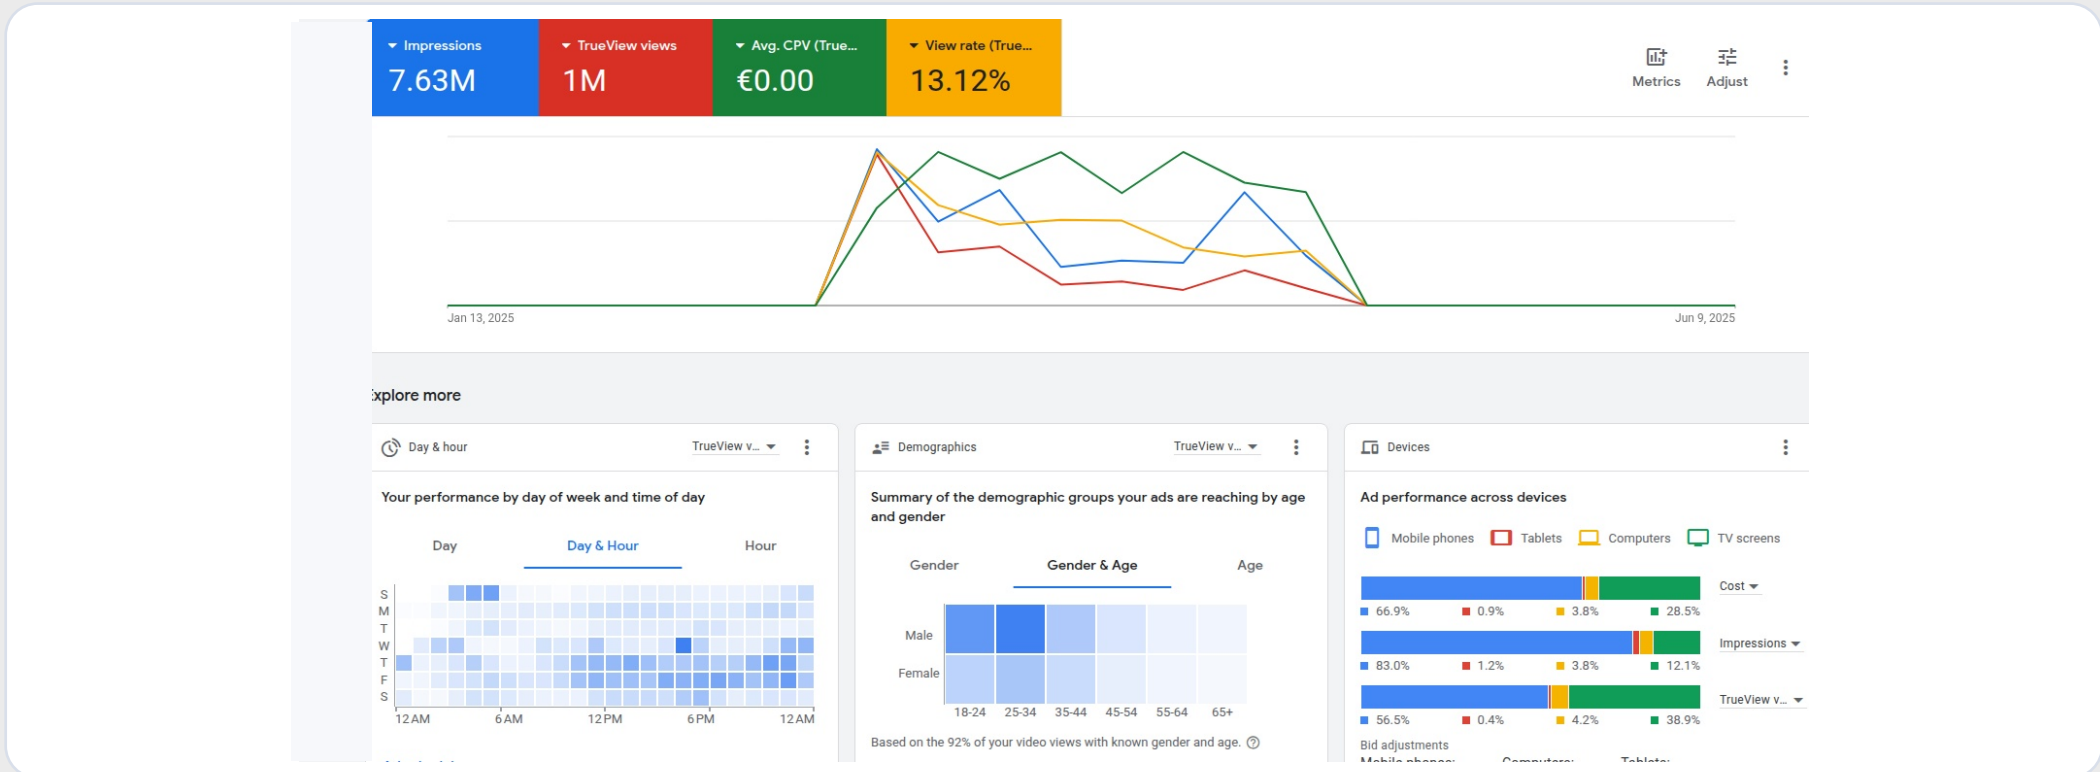 Impressions
7.63M
TrueView views
1M
Avg. CPV (True...
€0.00
View rate (True...
13.12%
Metrics
Adjust
Jan 13, 2025
Jun 9, 2025
Explore more
Day & hour
TrueView v...
Your performance by day of week and time of day
Day
Day & Hour
Hour
S
M
T
W
T
F
S
12 AM
6 AM
12 PM
6 PM
12 AM
Demographics
TrueView v...
Summary of the demographic groups your ads are reaching by age
and gender
Gender
Gender & Age
Age
Male
Female
18-24
25-34
35-44
45-54
55-64
65+
Based on the 92% of your video views with known gender and age.
Devices
Ad performance across devices
Mobile phones
Tablets
Computers
TV screens
Cost
66.9%
0.9%
3.8%
28.5%
Impressions
83.0%
1.2%
3.8%
12.1%
TrueView v...
56.5%
0.4%
4.2%
38.9%
Bid adjustments
Mobile phones:
Computers:
Tablets: